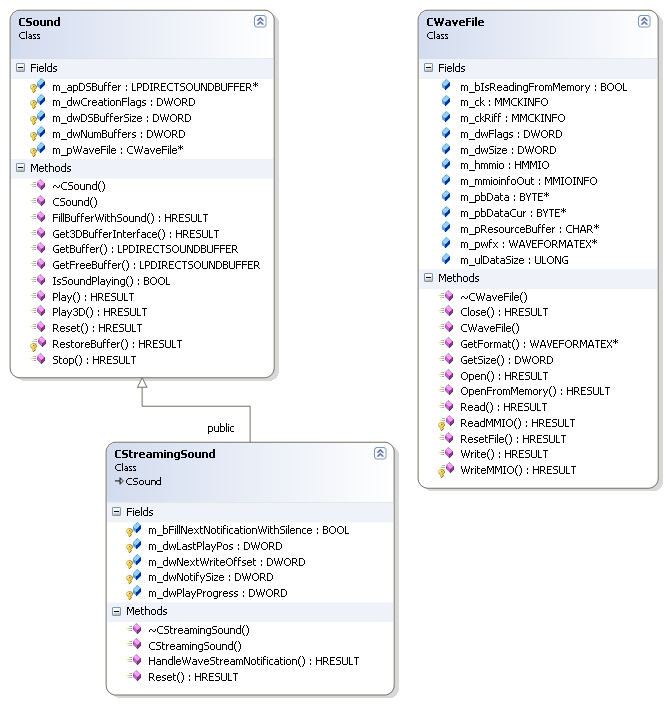 CSound
Class
Fields
m_apDSBuffer : LPDIRECTSOUNDBUFFER*
m_dwCreationFlags : DWORD
m_dwDSBufferSize : DWORD
m_dwNumBuffers : DWORD
m_pWaveFile : CWaveFile*
Methods
~CSound()
CSound()
FillBufferWithSound() : HRESULT
Get3DBufferInterface() : HRESULT
GetBuffer() : LPDIRECTSOUNDBUFFER
GetFreeBuffer() : LPDIRECTSOUNDBUFFER
IsSoundPlaying() : BOOL
Play() : HRESULT
Play3D() : HRESULT
Reset() : HRESULT
RestoreBuffer() : HRESULT
Stop() : HRESULT
CWaveFile
Class
Fields
m_bIsReadingFromMemory : BOOL
m_ck : MMCKINFO
m_ckRiff : MMCKINFO
m_dwFlags : DWORD
m_dwSize : DWORD
m_hmmio : HMMIO
m_mmioinfoOut : MMIOINFO
m_pbData : BYTE*
m_pbDataCur : BYTE*
m_pResourceBuffer : CHAR*
m_pwfx : WAVEFORMATEX*
m_ulDataSize : ULONG
Methods
~CWaveFile()
Close() : HRESULT
CWaveFile()
GetFormat() : WAVEFORMATEX*
GetSize() : DWORD
Open() : HRESULT
OpenFromMemory() : HRESULT
Read() : HRESULT
ReadMMIO() : HRESULT
ResetFile() : HRESULT
Write() : HRESULT
WriteMMIO() : HRESULT
public
CStreamingSound
Class
CSound
Fields
m_bFillNextNotificationWithSilence : BOOL
m_dwLastPlayPos : DWORD
m_dwNextWriteOffset : DWORD
m_dwNotifySize : DWORD
m_dwPlayProgress : DWORD
Methods
~CStreamingSound()
CStreamingSound()
HandleWaveStreamNotification() : HRESULT
Reset() : HRESULT